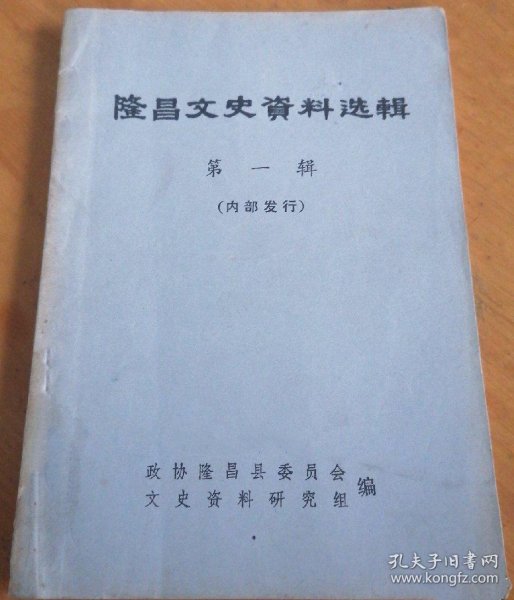 隆昌文史資料选輯
第一辑
(内部发行)
政协隆昌县委员会
文史资料研究组
编
孔夫子旧书网
www.kongfz.com